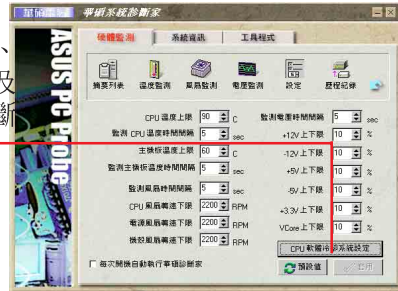 華碩系統診斷家
ASUS PC Probe
、
及
斷
硬體監測 系統資訊 工具程式
摘要列表 溫度監測 風扇監測 電壓監測 設定 歷程紀錄
CPU 溫度上限 90 C 監測電壓時間間隔 5 sec
監測 CPU 溫度時間間隔 5 sec +12V 上下限 10 %
主機板溫度上限 60 C -12V 上下限 10 %
監測主機板溫度時間間隔 5 sec +5V 上下限 10 %
監測風扇時間間隔 5 sec -5V 上下限 10 %
CPU 風扇轉速下限 2200 RPM +3.3V 上下限 10 %
電源風扇轉速下限 2200 RPM VCore 上下限 10 %
機殼風扇轉速下限 2200 RPM CPU 軟體冷卻系統設定
每次開機自動執行華碩診斷家 預設值 套用